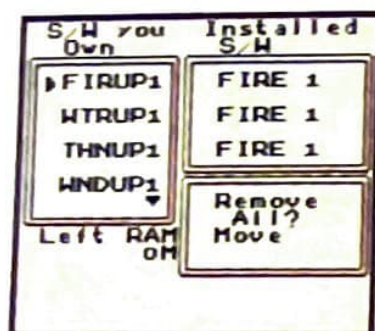 S/W you Own
Installed S/W
▶FIRUP1
WTRUP1
THNUP1
WNDUP1
▼
FIRE 1
FIRE 1
FIRE 1
Left RAM
0M
Remove
All?
Move